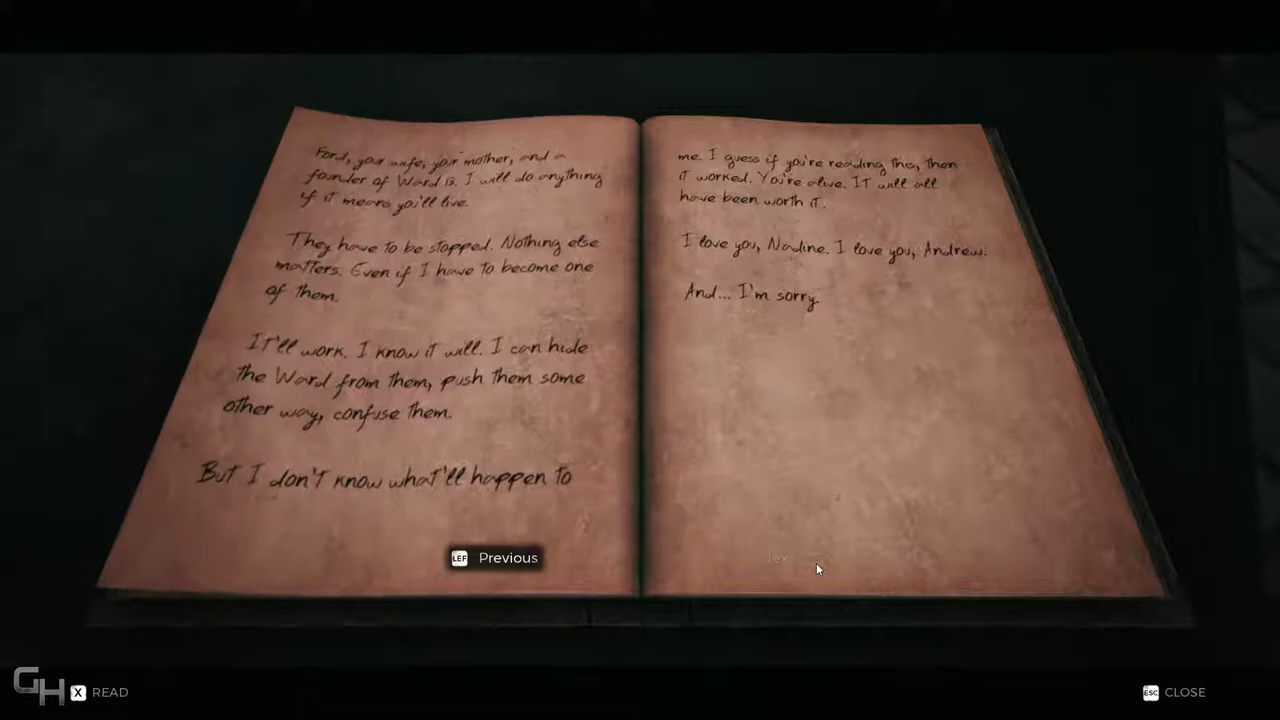 Ford, your wife, your mother, and a
founder of Ward 13. I will do anything
if it means you'll live.
They have to be stopped. Nothing else
matters. Even if I have to become one
of them.
It'll work. I know it will. I can hide
the Ward from them, push them some
other way, confuse them.
But I don't know what'll happen to
me. I guess if you're reading this, then
it worked. You're alive. It will all
have been worth it.
I love you, Nadine. I love you, Andrew.
And... I'm sorry.
LEF Previous
GH
X READ
ESC CLOSE